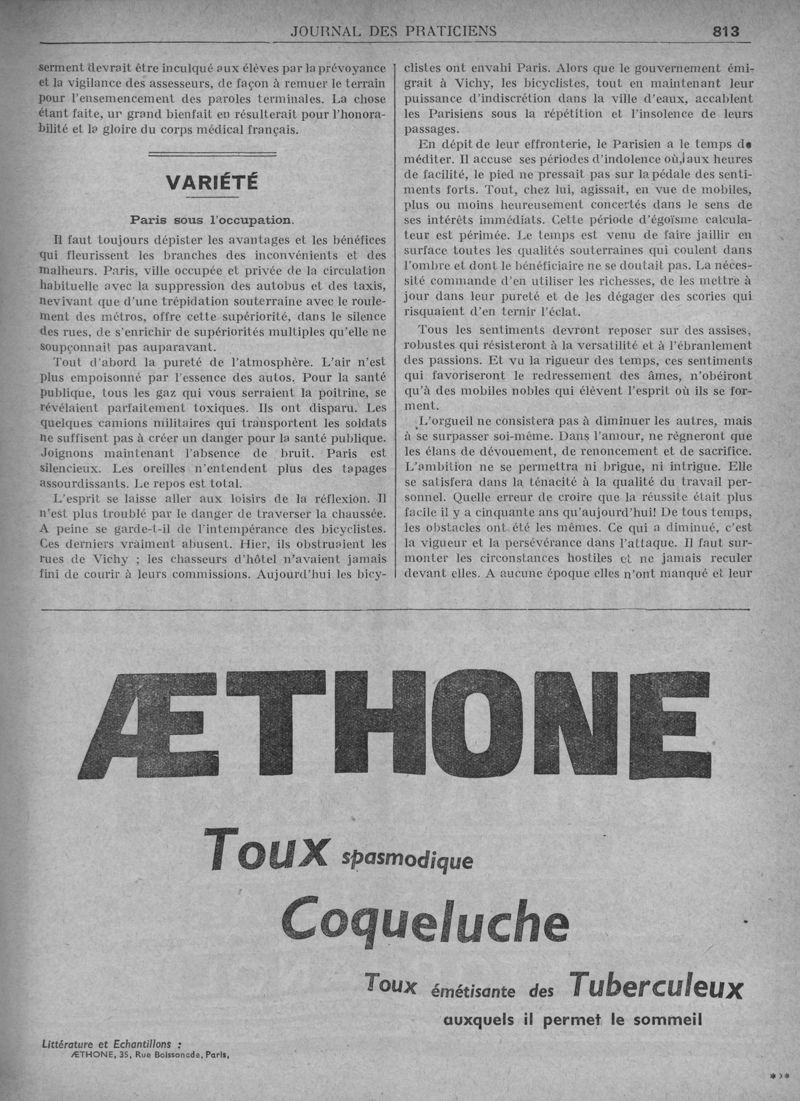 JOURNAL DES PRATICIENS 813
serment devrait être inculqué aux élèves par la prévoyance
et la vigilance des assesseurs, de façon à remuer le terrain
pour l'ensemencement des paroles terminales. La chose
étant faite, ur grand bienfait en résulterait pour l'honora-
bilité et la gloire du corps médical français.
VARIÉTÉ
Paris sous l'occupation.
Il faut toujours dépister les avantages et les bénéfices
qui fleurissent les branches des inconvénients et des
malheurs. Paris, ville occupée et privée de la circulation
habituelle avec la suppression des autobus et des taxis,
nevivant que d'une trépidation souterraine avec le roule-
ment des métros, offre cette supériorité, dans le silence
des rues, de s'enrichir de supériorités multiples qu'elle ne
soupçonnait pas auparavant.
Tout d'abord la pureté de l'atmosphère. L'air n'est
plus empoisonné par l'essence des autos. Pour la santé
publique, tous les gaz qui vous serraient la poitrine, se
révélaient parfaitement toxiques. Ils ont disparu. Les
quelques camions militaires qui transportent les soldats
ne suffisent pas à créer un danger pour la santé publique.
Joignons maintenant l'absence de bruit. Paris est
silencieux. Les oreilles n'entendent plus des tapages
assourdissants. Le repos est total.
L'esprit se laisse aller aux loisirs de la réflexion. Il
n'est plus troublé par le danger de traverser la chaussée.
A peine se garde-t-il de l'intempérance des bicyclistes.
Ces derniers vraiment abusent. Hier, ils obstruaient les
rues de Vichy ; les chasseurs d'hôtel n'avaient jamais
fini de courir à leurs commissions. Aujourd'hui les bicy-
clistes ont envahi Paris. Alors que le gouvernement émi-
grait à Vichy, les bicyclistes, tout en maintenant leur
puissance d'indiscrétion dans la ville d'eaux, accablent
les Parisiens sous la répétition et l'insolence de leurs
passages.
En dépit de leur effronterie, le Parisien a le temps de
méditer. Il accuse ses périodes d'indolence où, aux heures
de facilité, le pied ne pressait pas sur la pédale des senti-
ments forts. Tout, chez lui, agissait, en vue de mobiles,
plus ou moins heureusement concertés dans le sens de
ses intérêts immédiats. Cette période d'égoïsme calcula-
teur est périmée. Le temps est venu de faire jaillir en
surface toutes les qualités souterraines qui coulent dans
l'ombre et dont le bénéficiaire ne se doutait pas. La néces-
sité commande d'en utiliser les richesses, de les mettre à
jour dans leur pureté et de les dégager des scories qui
risquaient d'en ternir l'éclat.
Tous les sentiments devront reposer sur des assises,
robustes qui résisteront à la versatilité et à l'ébranlement
des passions. Et vu la rigueur des temps, ces sentiments
qui favoriseront le redressement des âmes, n'obéiront
qu'à des mobiles nobles qui élèvent l'esprit où ils se for-
ment.
L'orgueil ne consistera pas à diminuer les autres, mais
à se surpasser soi-même. Dans l'amour, ne règneront que
les élans de dévouement, de renoncement et de sacrifice.
L'ambition ne se permettra ni brigue, ni intrigue. Elle
se satisfera dans la ténacité à la qualité du travail per-
sonnel. Quelle erreur de croire que la réussite était plus
facile il y a cinquante ans qu'aujourd'hui! De tous temps,
les obstacles ont été les mêmes. Ce qui a diminué, c'est
la vigueur et la persévérance dans l'attaque. Il faut sur-
monter les circonstances hostiles et ne jamais reculer
devant elles. A aucune époque elles n'ont manqué et leur
ÆTHONE
Toux spasmodique
Coqueluche
Toux émétisante des Tuberculeux
auxquels il permet le sommeil
Littérature et Echantillons :
ÆTHONE, 35, Rue Boissonade, Paris,